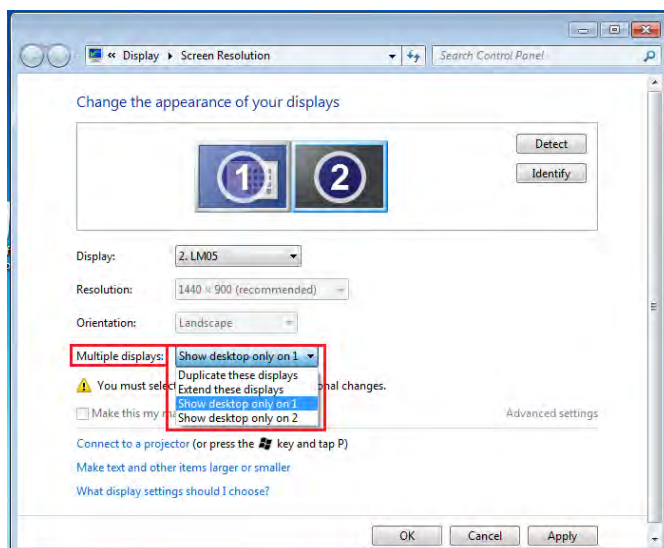 « Display ▸ Screen Resolution
Search Control Panel
Change the appearance of your displays
1 2
Detect
Identify
Display: 2. LM05
Resolution: 1440 × 900 (recommended)
Orientation: Landscape
Multiple displays: Show desktop only on 1
Duplicate these displays
You must onal changes.
Extend these displays
Show desktop only on 1
Make this my Advanced settings
Show desktop only on 2
Connect to a projector (or press the key and tap P)
Make text and other items larger or smaller
What display settings should I choose?
OK Cancel Apply